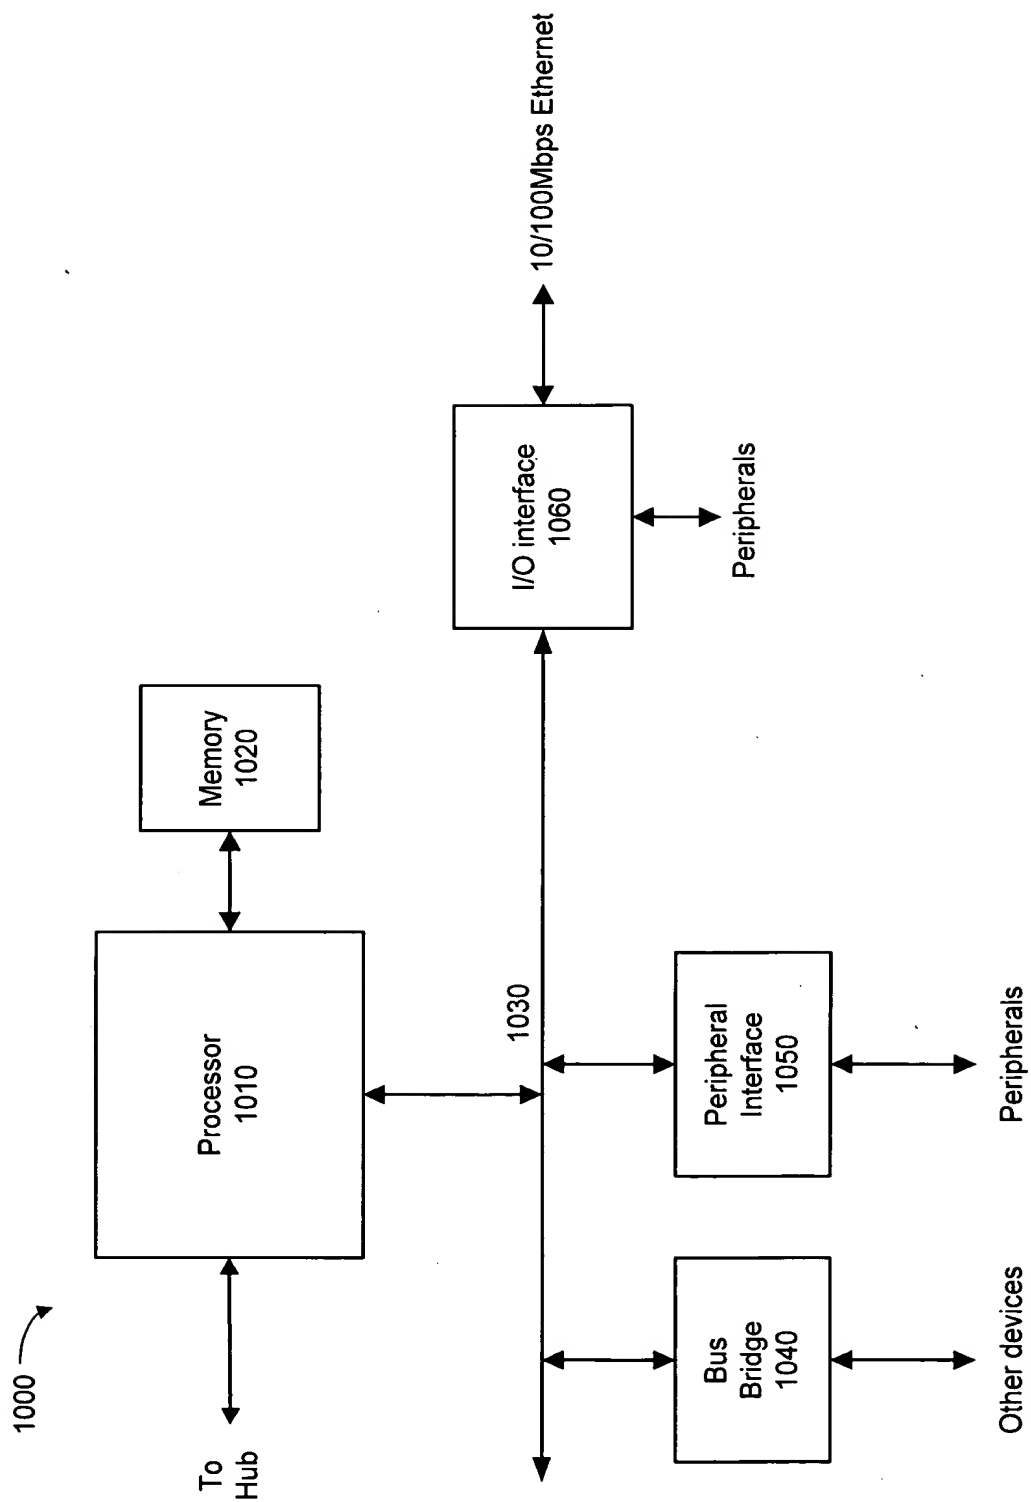 1000
To
Hub
Processor
1010
Memory
1020
1030
I/O interface
1060
10/100Mbps Ethernet
Peripherals
Bus
Bridge
1040
Peripheral
Interface
1050
Other devices
Peripherals